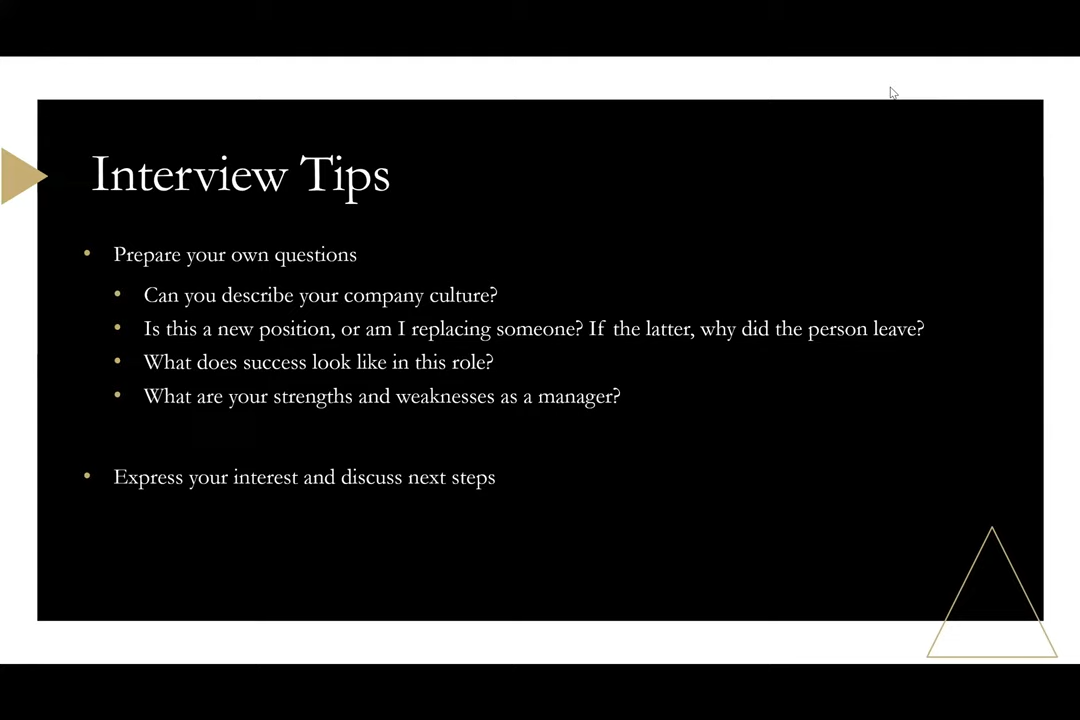 Interview Tips
• Prepare your own questions
• Can you describe your company culture?
• Is this a new position, or am I replacing someone? If the latter, why did the person leave?
• What does success look like in this role?
• What are your strengths and weaknesses as a manager?
• Express your interest and discuss next steps